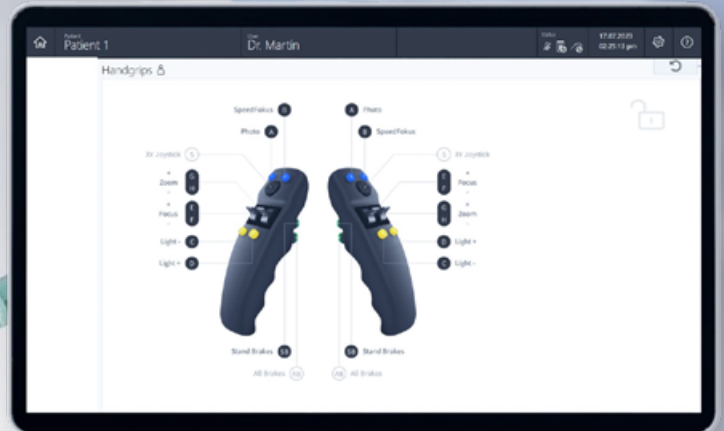 Patient
Patient 1
User
Dr. Martin
Status
17.07.2025
02:25:13 pm
Handgrips
SpeedFokus B
A Photo
Photo A
B SpeedFokus
XY Joystick S
S XY Joystick
+
Zoom
-
G
H
E
F
+
Focus
-
+
Focus
-
E
F
G
H
+
Zoom
-
Light - C
D Light +
Light + D
C Light -
Stand Brakes SB
SB Stand Brakes
All Brakes AB
AB All Brakes